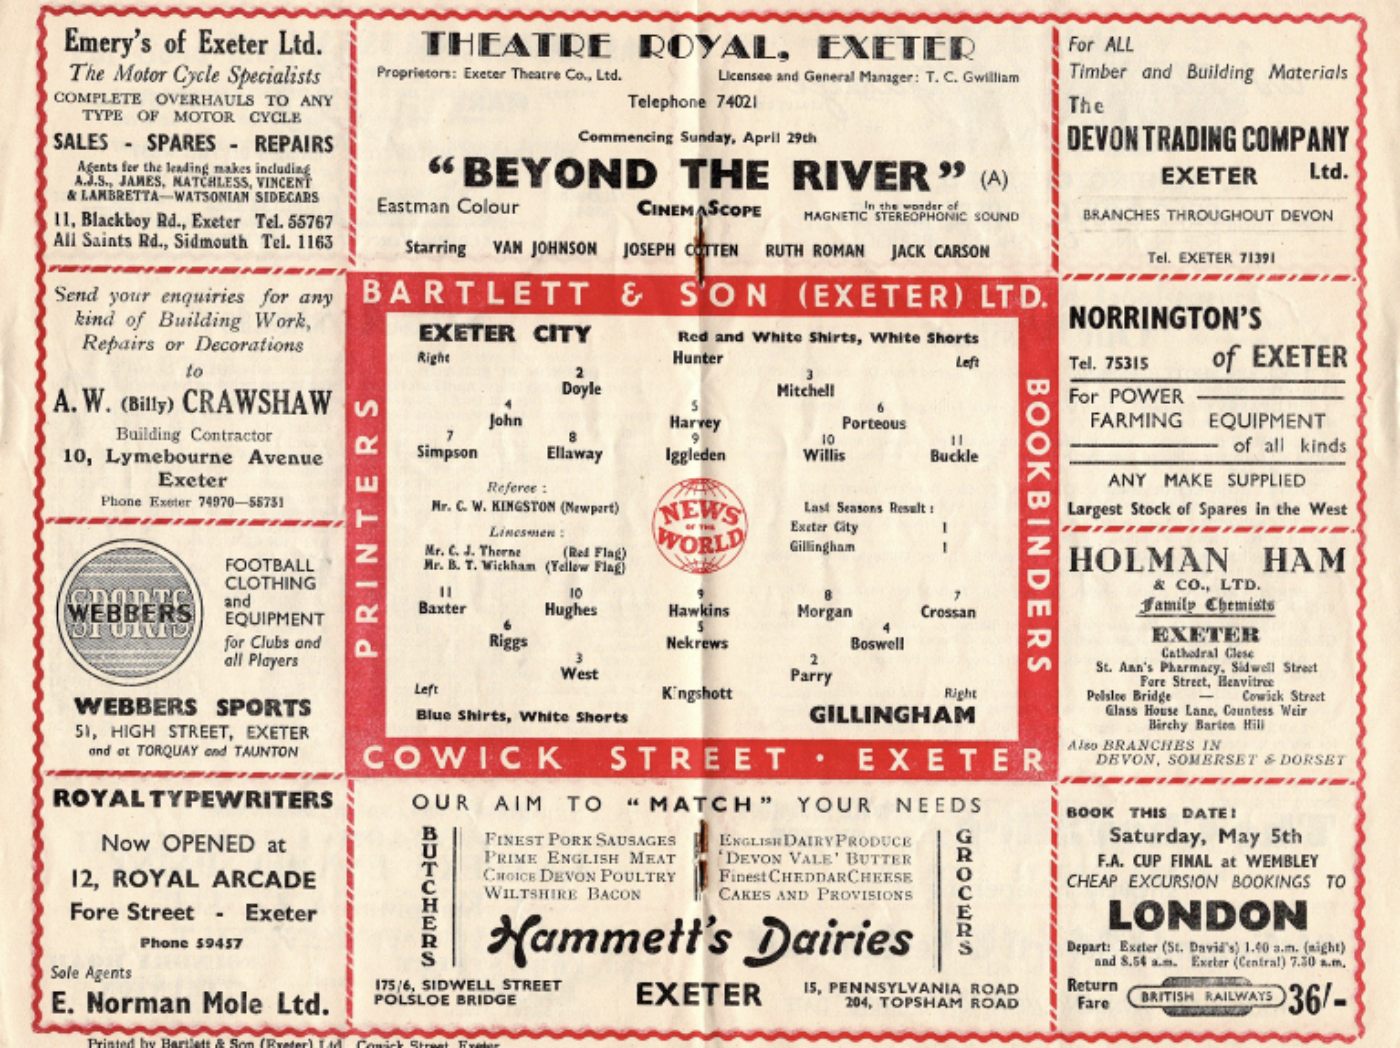 Emery's of Exeter Ltd.
The Motor Cycle Specialists
COMPLETE OVERHAULS TO ANY
TYPE OF MOTOR CYCLE
SALES - SPARES - REPAIRS
Agents for the leading makes including
A.J.S., JAMES, MATCHLESS, VINCENT
& LAMBRETTA—WATSONIAN SIDECARS
11, Blackboy Rd., Exeter Tel. 55767
All Saints Rd., Sidmouth Tel. 1163
Send your enquiries for any
kind of Building Work,
Repairs or Decorations
to
A. W. (Billy) CRAWSHAW
Building Contractor
10, Lymebourne Avenue
Exeter
Phone Exeter 74970—55731
SPORTS
WEBBERS
SPORTS
FOOTBALL
CLOTHING
and
EQUIPMENT
for Clubs and
all Players
WEBBERS SPORTS
51, HIGH STREET, EXETER
and at TORQUAY and TAUNTON
ROYAL TYPEWRITERS
Now OPENED at
12, ROYAL ARCADE
Fore Street - Exeter
Phone 59457
Sole Agents
E. Norman Mole Ltd.
THEATRE ROYAL, EXETER
Proprietors: Exeter Theatre Co., Ltd. Licensee and General Manager: T. C. Gwilliam
Telephone 74021
Commencing Sunday, April 29th
"BEYOND THE RIVER" (A)
Eastman Colour CINEMASCOPE In the wonder of
MAGNETIC STEREOPHONIC SOUND
Starring VAN JOHNSON JOSEPH COTTEN RUTH ROMAN JACK CARSON
BARTLETT & SON (EXETER) LTD.
PRINTERS
BOOKBINDERS
EXETER CITY Red and White Shirts, White Shorts
Right Hunter Left
2 3
Doyle Mitchell
4 5 6
John Harvey Porteous
7 8 9 10 11
Simpson Ellaway Iggleden Willis Buckle
Referee :
Mr. C. W. KINGSTON (Newport)
Linesmen :
Mr. C. J. Thorne (Red Flag)
Mr. B. T. Wickham (Yellow Flag)
NEWS
OF THE
WORLD
Last Seasons Result :
Exeter City 1
Gillingham 1
11 10 9 8 7
Baxter Hughes Hawkins Morgan Crossan
6 5 4
Riggs Nekrews Boswell
3 2
West Parry
Left Kingshott Right
Blue Shirts, White Shorts GILLINGHAM
COWICK STREET · EXETER
OUR AIM TO "MATCH" YOUR NEEDS
BUTCHERS
FINEST PORK SAUSAGES
PRIME ENGLISH MEAT
CHOICE DEVON POULTRY
WILTSHIRE BACON
ENGLISH DAIRY PRODUCE
'DEVON VALE' BUTTER
Finest CHEDDAR CHEESE
CAKES AND PROVISIONS
GROCERS
Hammett's Dairies
175/6, SIDWELL STREET
POLSLOE BRIDGE
EXETER
15, PENNSYLVANIA ROAD
204, TOPSHAM ROAD
For ALL
Timber and Building Materials
The
DEVON TRADING COMPANY
EXETER Ltd.
BRANCHES THROUGHOUT DEVON
Tel. EXETER 71391
NORRINGTON'S
Tel. 75315 of EXETER
For POWER
FARMING EQUIPMENT
of all kinds
ANY MAKE SUPPLIED
Largest Stock of Spares in the West
HOLMAN HAM
& CO., LTD.
Family Chemists
EXETER
Cathedral Close
St. Ann's Pharmacy, Sidwell Street
Fore Street, Heavitree
Polsloe Bridge — Cowick Street
Glass House Lane, Countess Weir
Birchy Barton Hill
Also BRANCHES IN
DEVON, SOMERSET & DORSET
BOOK THIS DATE!
Saturday, May 5th
F.A. CUP FINAL at WEMBLEY
CHEAP EXCURSION BOOKINGS TO
LONDON
Depart: Exeter (St. David's) 1.40 a.m. (night)
and 8.54 a.m. Exeter (Central) 7.30 a.m.
Return
Fare
BRITISH RAILWAYS
36/-
Printed by Bartlett & Son (Exeter) Ltd., Cowick Street, Exeter